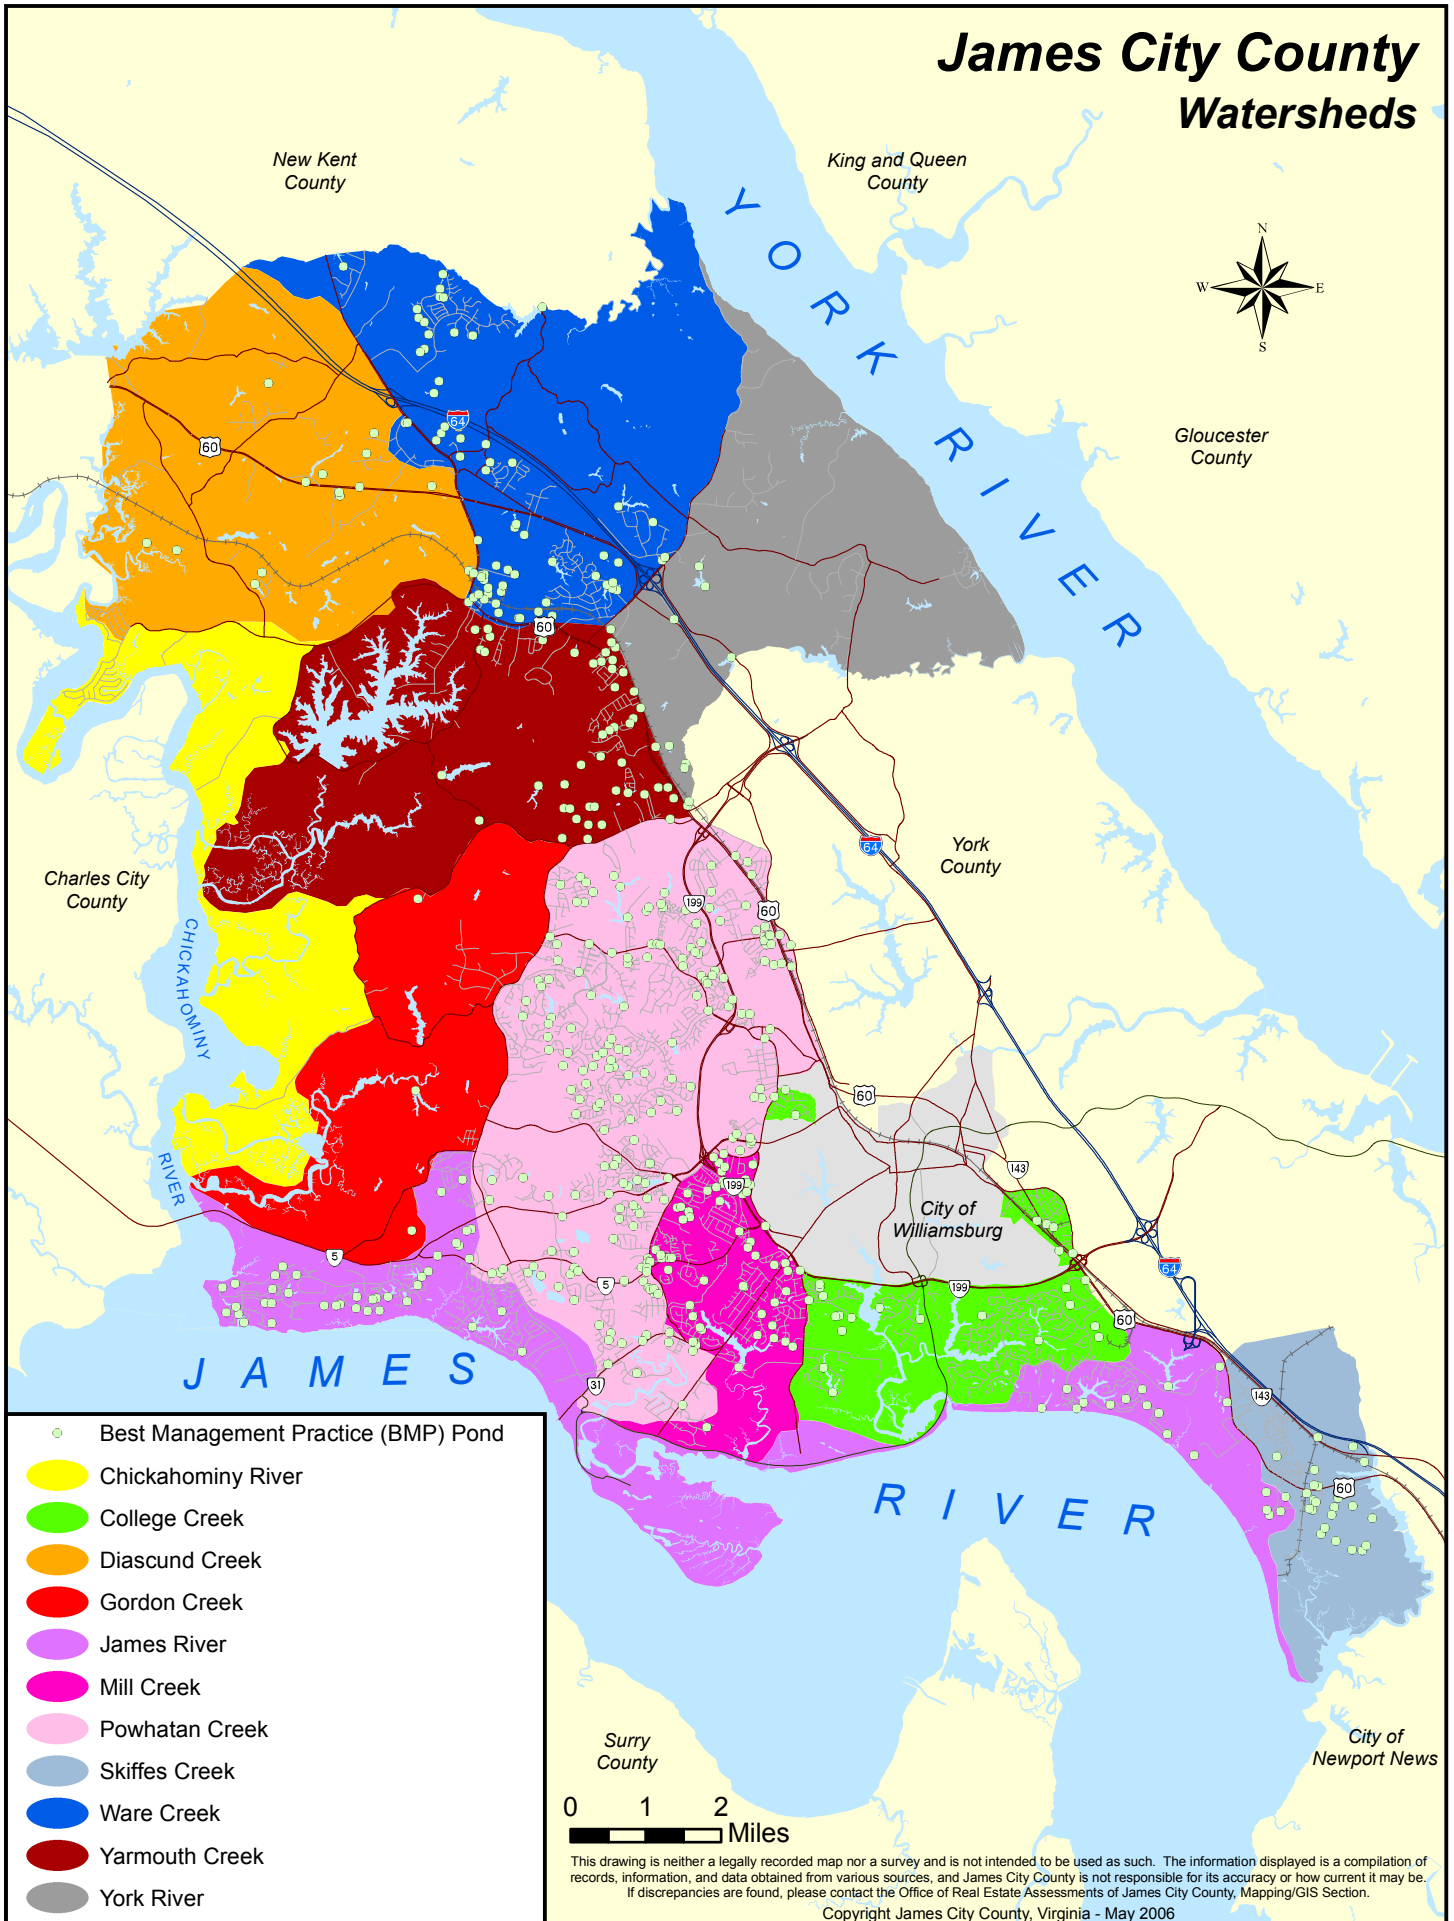 James City County
Watersheds
New Kent
County
King and Queen
County
YORK RIVER
N
W
E
S
Gloucester
County
64
60
60
York
County
64
Charles City
County
CHICKAHOMINY
RIVER
199
60
60
143
City of
Williamsburg
199
5
5
199
64
60
31
143
60
JAMES
RIVER
Best Management Practice (BMP) Pond
Chickahominy River
College Creek
Diascund Creek
Gordon Creek
James River
Mill Creek
Powhatan Creek
Skiffes Creek
Ware Creek
Yarmouth Creek
York River
Surry
County
City of
Newport News
0 1 2
Miles
This drawing is neither a legally recorded map nor a survey and is not intended to be used as such. The information displayed is a compilation of
records, information, and data obtained from various sources, and James City County is not responsible for its accuracy or how current it may be.
If discrepancies are found, please contact the Office of Real Estate Assessments of James City County, Mapping/GIS Section.
Copyright James City County, Virginia - May 2006